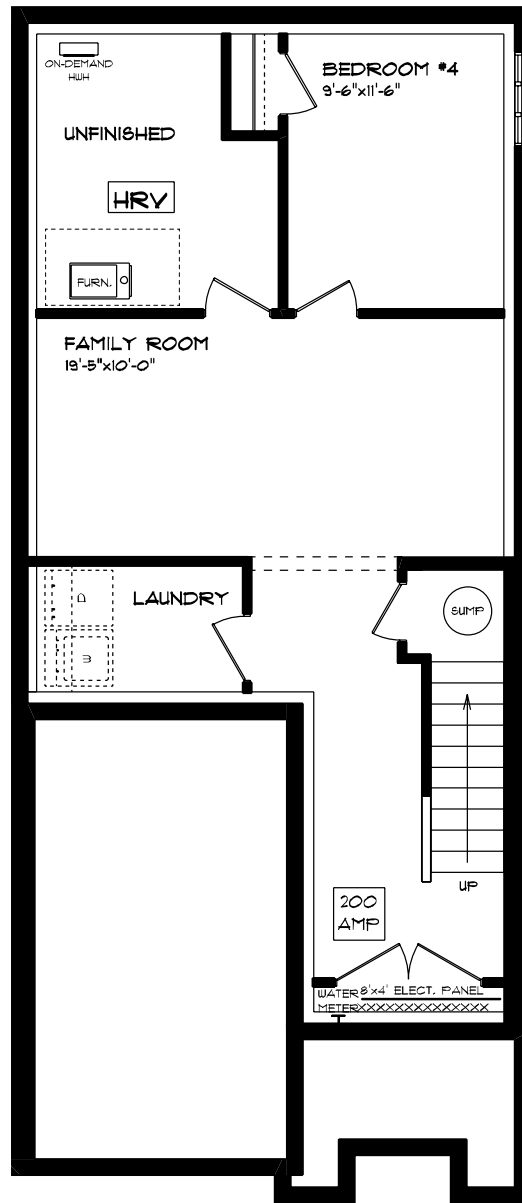 ON-DEMAND
HWH
BEDROOM #4
9'-6"x11'-6"
UNFINISHED
HRV
FURN.
FAMILY ROOM
19'-5"x10'-0"
D
LAUNDRY
W
SUMP
UP
200
AMP
WATER
METER
8'x4' ELECT. PANEL
XXXXXXXXXXXXX